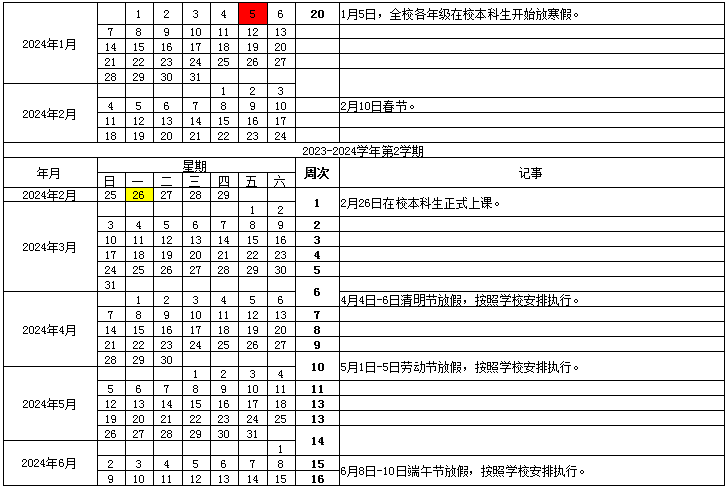 1 2 3 4 5 6 20 1月5日，全校各年级在校本科生开始放寒假。
7 8 9 10 11 12 13
2024年1月 14 15 16 17 18 19 20
21 22 23 24 25 26 27
28 29 30 31
1 2 3
4 5 6 7 8 9 10 2月10日春节。
2024年2月
11 12 13 14 15 16 17
18 19 20 21 22 23 24
2023-2024学年第2学期
年月 星期 周次 记事
日 一 二 三 四 五 六
2024年2月 25 26 27 28 29
1 2月26日在校本科生正式上课。
1 2
3 4 5 6 7 8 9 2
10 11 12 13 14 15 16 3
2024年3月
17 18 19 20 21 22 23 4
24 25 26 27 28 29 30 5
31
6
1 2 3 4 5 6 4月4日-6日清明节放假，按照学校安排执行。
7 8 9 10 11 12 13 7
2024年4月 14 15 16 17 18 19 20 8
21 22 23 24 25 26 27 9
28 29 30
10 5月1日-5日劳动节放假，按照学校安排执行。
1 2 3 4
5 6 7 8 9 10 11 11
2024年5月 12 13 14 15 16 17 18 13
19 20 21 22 23 24 25 13
26 27 28 29 30 31
14
1
2024年6月 2 3 4 5 6 7 8 15
6月8日-10日端午节放假，按照学校安排执行。
9 10 11 12 13 14 15 16